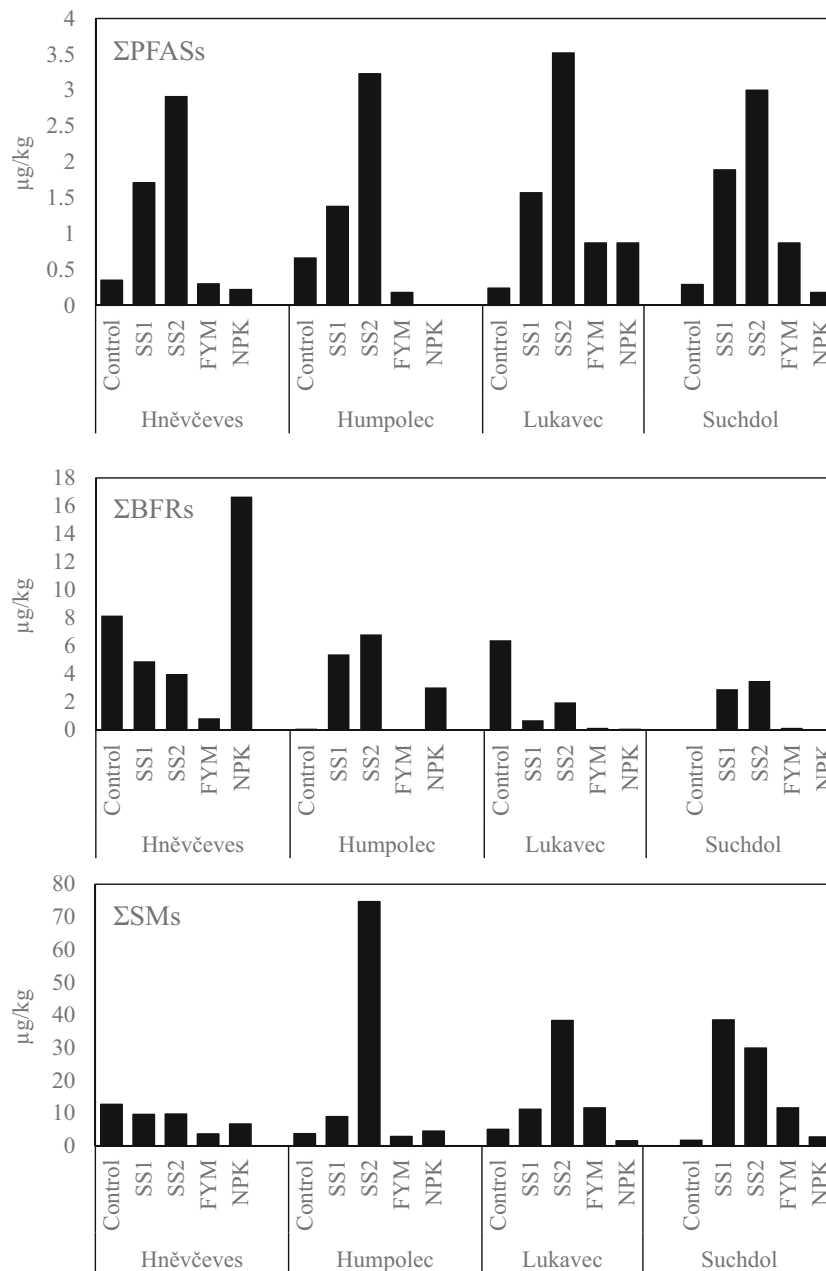 ΣPFASs
4
3.5
3
2.5
2
1.5
1
0.5
0
µg/kg
Control SS1 SS2 FYM NPK Control SS1 SS2 FYM NPK Control SS1 SS2 FYM NPK Control SS1 SS2 FYM NPK
Hněvčeves Humpolec Lukavec Suchdol
ΣBFRs
18
16
14
12
10
8
6
4
2
0
µg/kg
Control SS1 SS2 FYM NPK Control SS1 SS2 FYM NPK Control SS1 SS2 FYM NPK Control SS1 SS2 FYM NPK
Hněvčeves Humpolec Lukavec Suchdol
ΣSMs
80
70
60
50
40
30
20
10
0
µg/kg
Control SS1 SS2 FYM NPK Control SS1 SS2 FYM NPK Control SS1 SS2 FYM NPK Control SS1 SS2 FYM NPK
Hněvčeves Humpolec Lukavec Suchdol